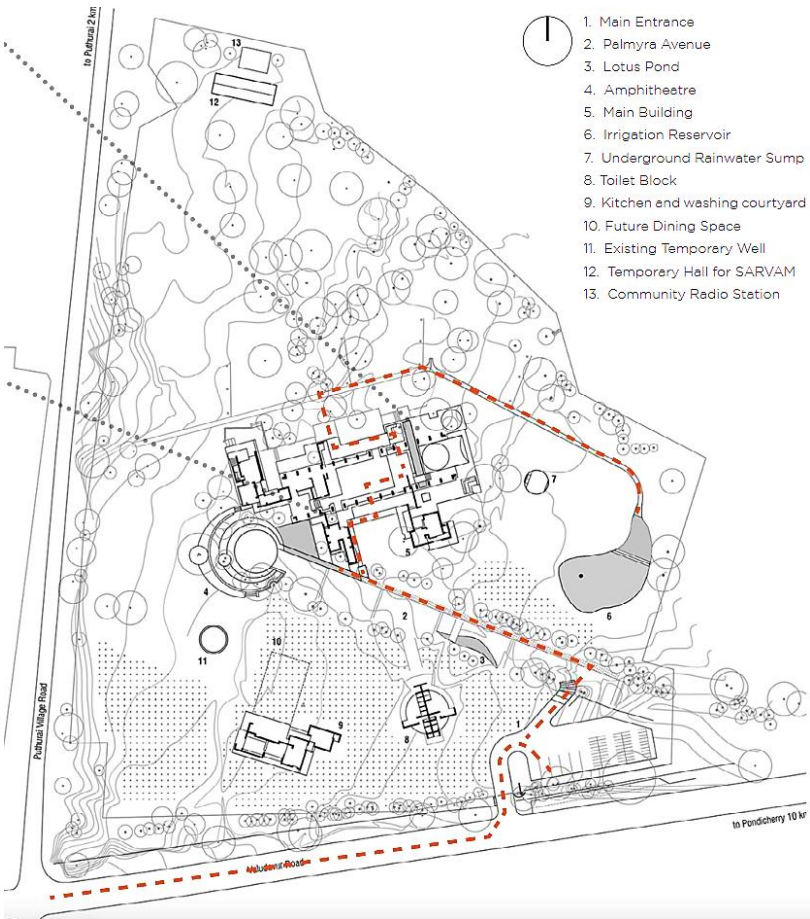 1. Main Entrance
2. Palmyra Avenue
3. Lotus Pond
4. Amphitheatre
5. Main Building
6. Irrigation Reservoir
7. Underground Rainwater Sump
8. Toilet Block
9. Kitchen and washing courtyard
10. Future Dining Space
11. Existing Temporary Well
12. Temporary Hall for SARVAM
13. Community Radio Station
to Puthurai 2 km
13
12
7
5
4
6
2
11
10
3
9
8
1
Puthurai Village Road
Road
to Pondicherry 10 kr